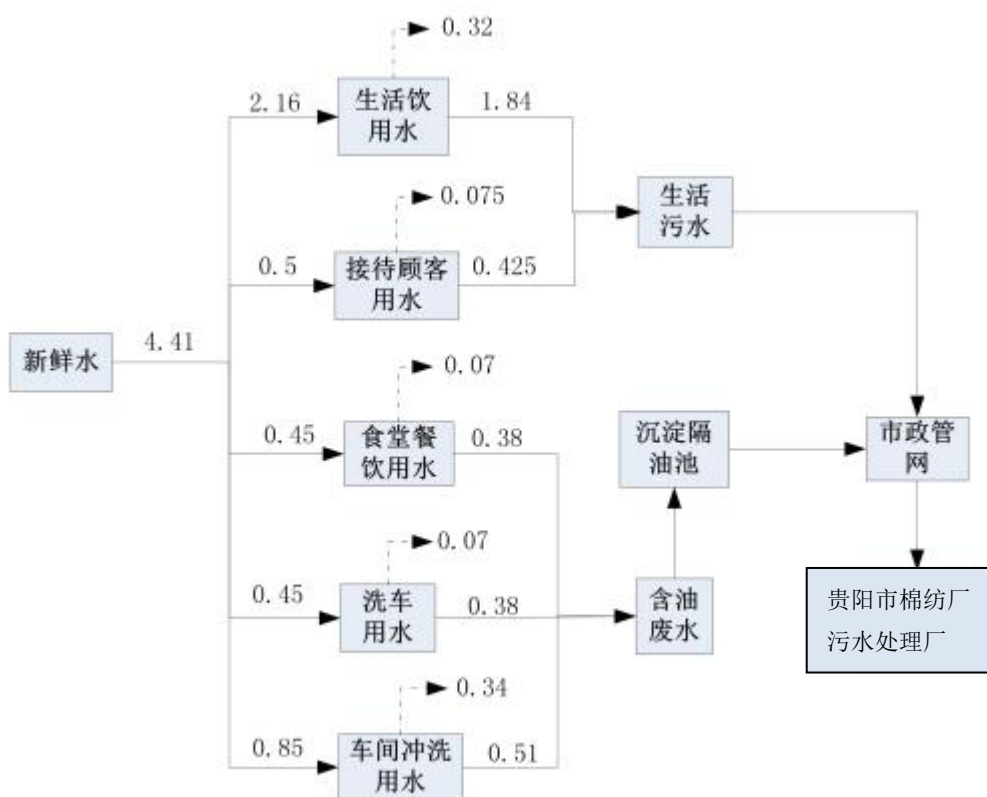 0.32
2.16
生活饮
用水
1.84
0.075
生活
污水
0.5
接待顾客
用水
0.425
新鲜水
4.41
0.07
0.45
食堂餐
饮用水
0.38
沉淀隔
油池
市政管
网
0.07
0.45
洗车
用水
0.38
含油
废水
贵阳市棉纺厂
污水处理厂
0.34
0.85
车间冲洗
用水
0.51